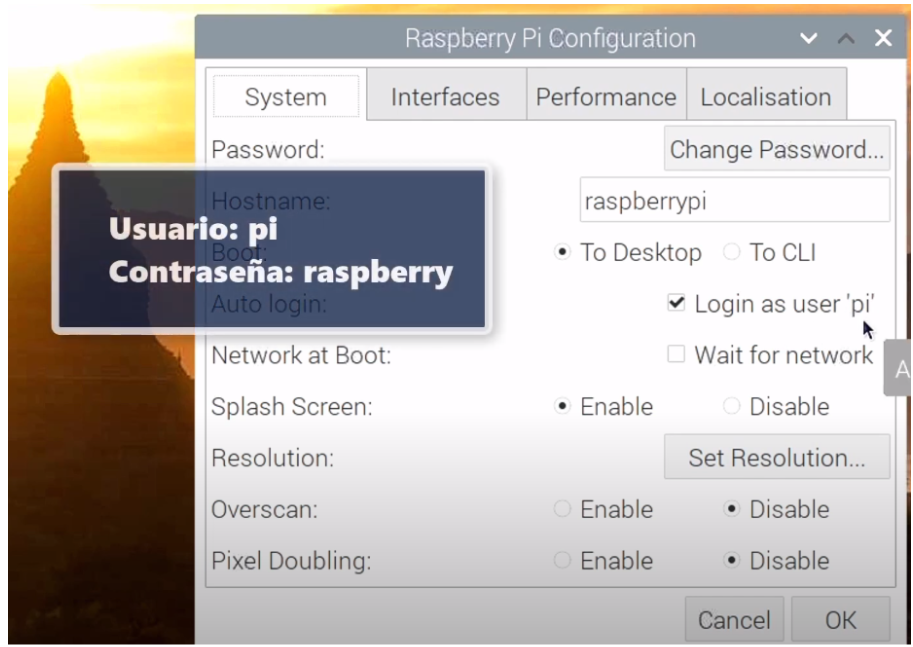 Raspberry Pi Configuration
System Interfaces Performance Localisation
Password: Change Password...
Hostname: raspberrypi
Usuario: pi
Boot: To Desktop To CLI
Contraseña: raspberry
Auto login: Login as user 'pi'
Network at Boot: Wait for network
A
Splash Screen: Enable Disable
Resolution: Set Resolution...
Overscan: Enable Disable
Pixel Doubling: Enable Disable
Cancel OK